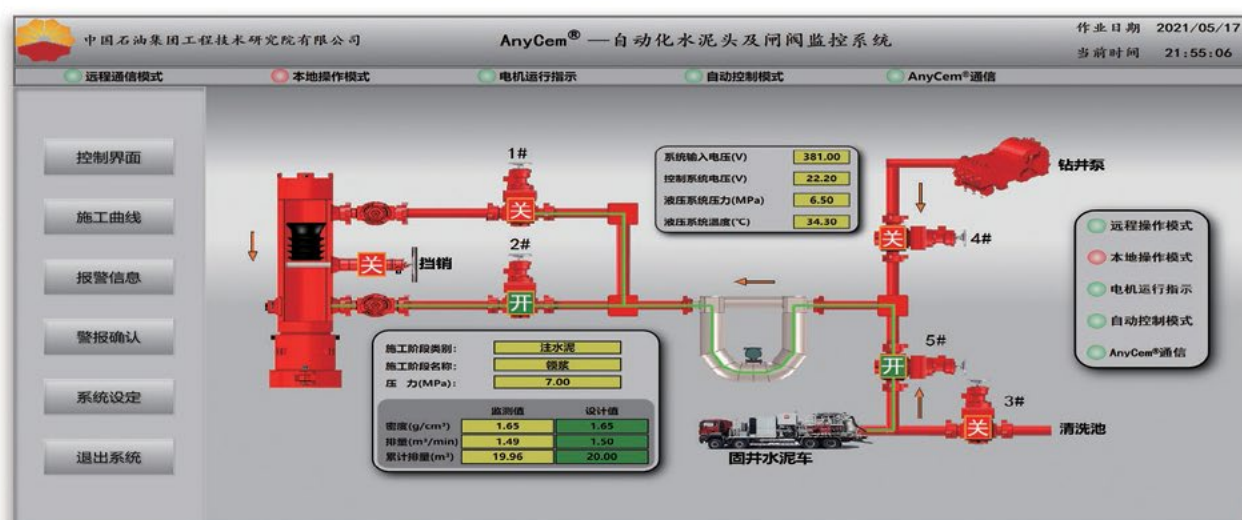 中国石油集团工程技术研究院有限公司
AnyCem® —自动化水泥头及闸阀监控系统
作业日期 2021/05/17
当前时间 21:55:06
远程通信模式 本地操作模式 电机运行指示 自动控制模式 AnyCem®通信
控制界面
施工曲线
报警信息
警报确认
系统设定
退出系统
1#
关
2#
开
关 挡销
系统输入电压(V) 381.00
控制系统电压(V) 22.20
液压系统压力(MPa) 6.50
液压系统温度(℃) 34.30
钻井泵
关 4#
5#
开
3#
关
清洗池
固井水泥车
施工阶段类别: 注水泥
施工阶段名称: 领浆
压 力(MPa): 7.00
监测值 设计值
密度(g/cm³) 1.65 1.65
排量(m³/min) 1.49 1.50
累计排量(m³) 19.96 20.00
远程操作模式
本地操作模式
电机运行指示
自动控制模式
AnyCem®通信